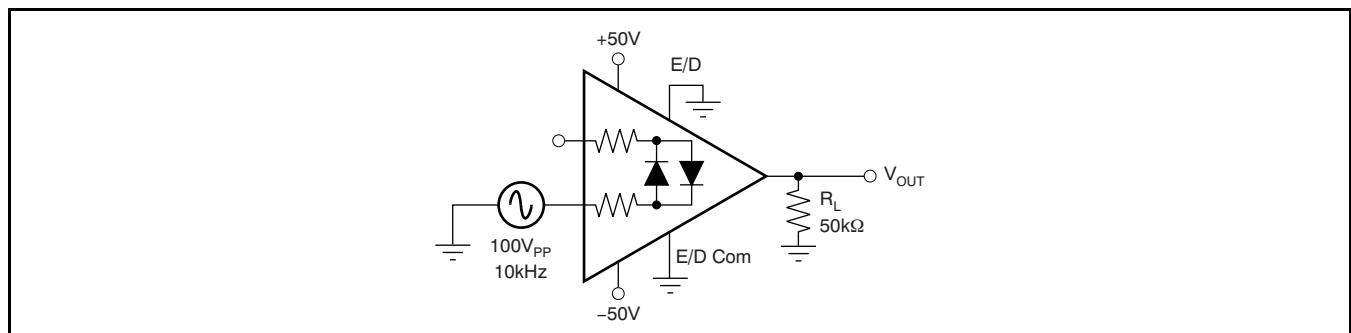 +50V
E/D
V_OUT
R_L
50kΩ
100V_PP
10kHz
E/D Com
−50V